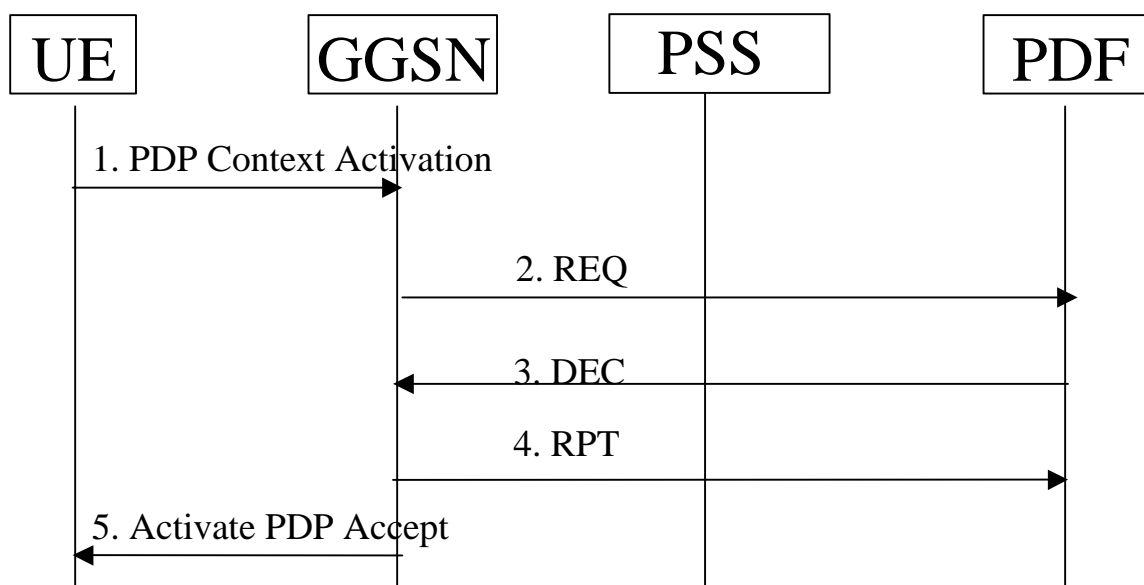 UE
GGSN
PSS
PDF
1. PDP Context Activation
2. REQ
3. DEC
4. RPT
5. Activate PDP Accept